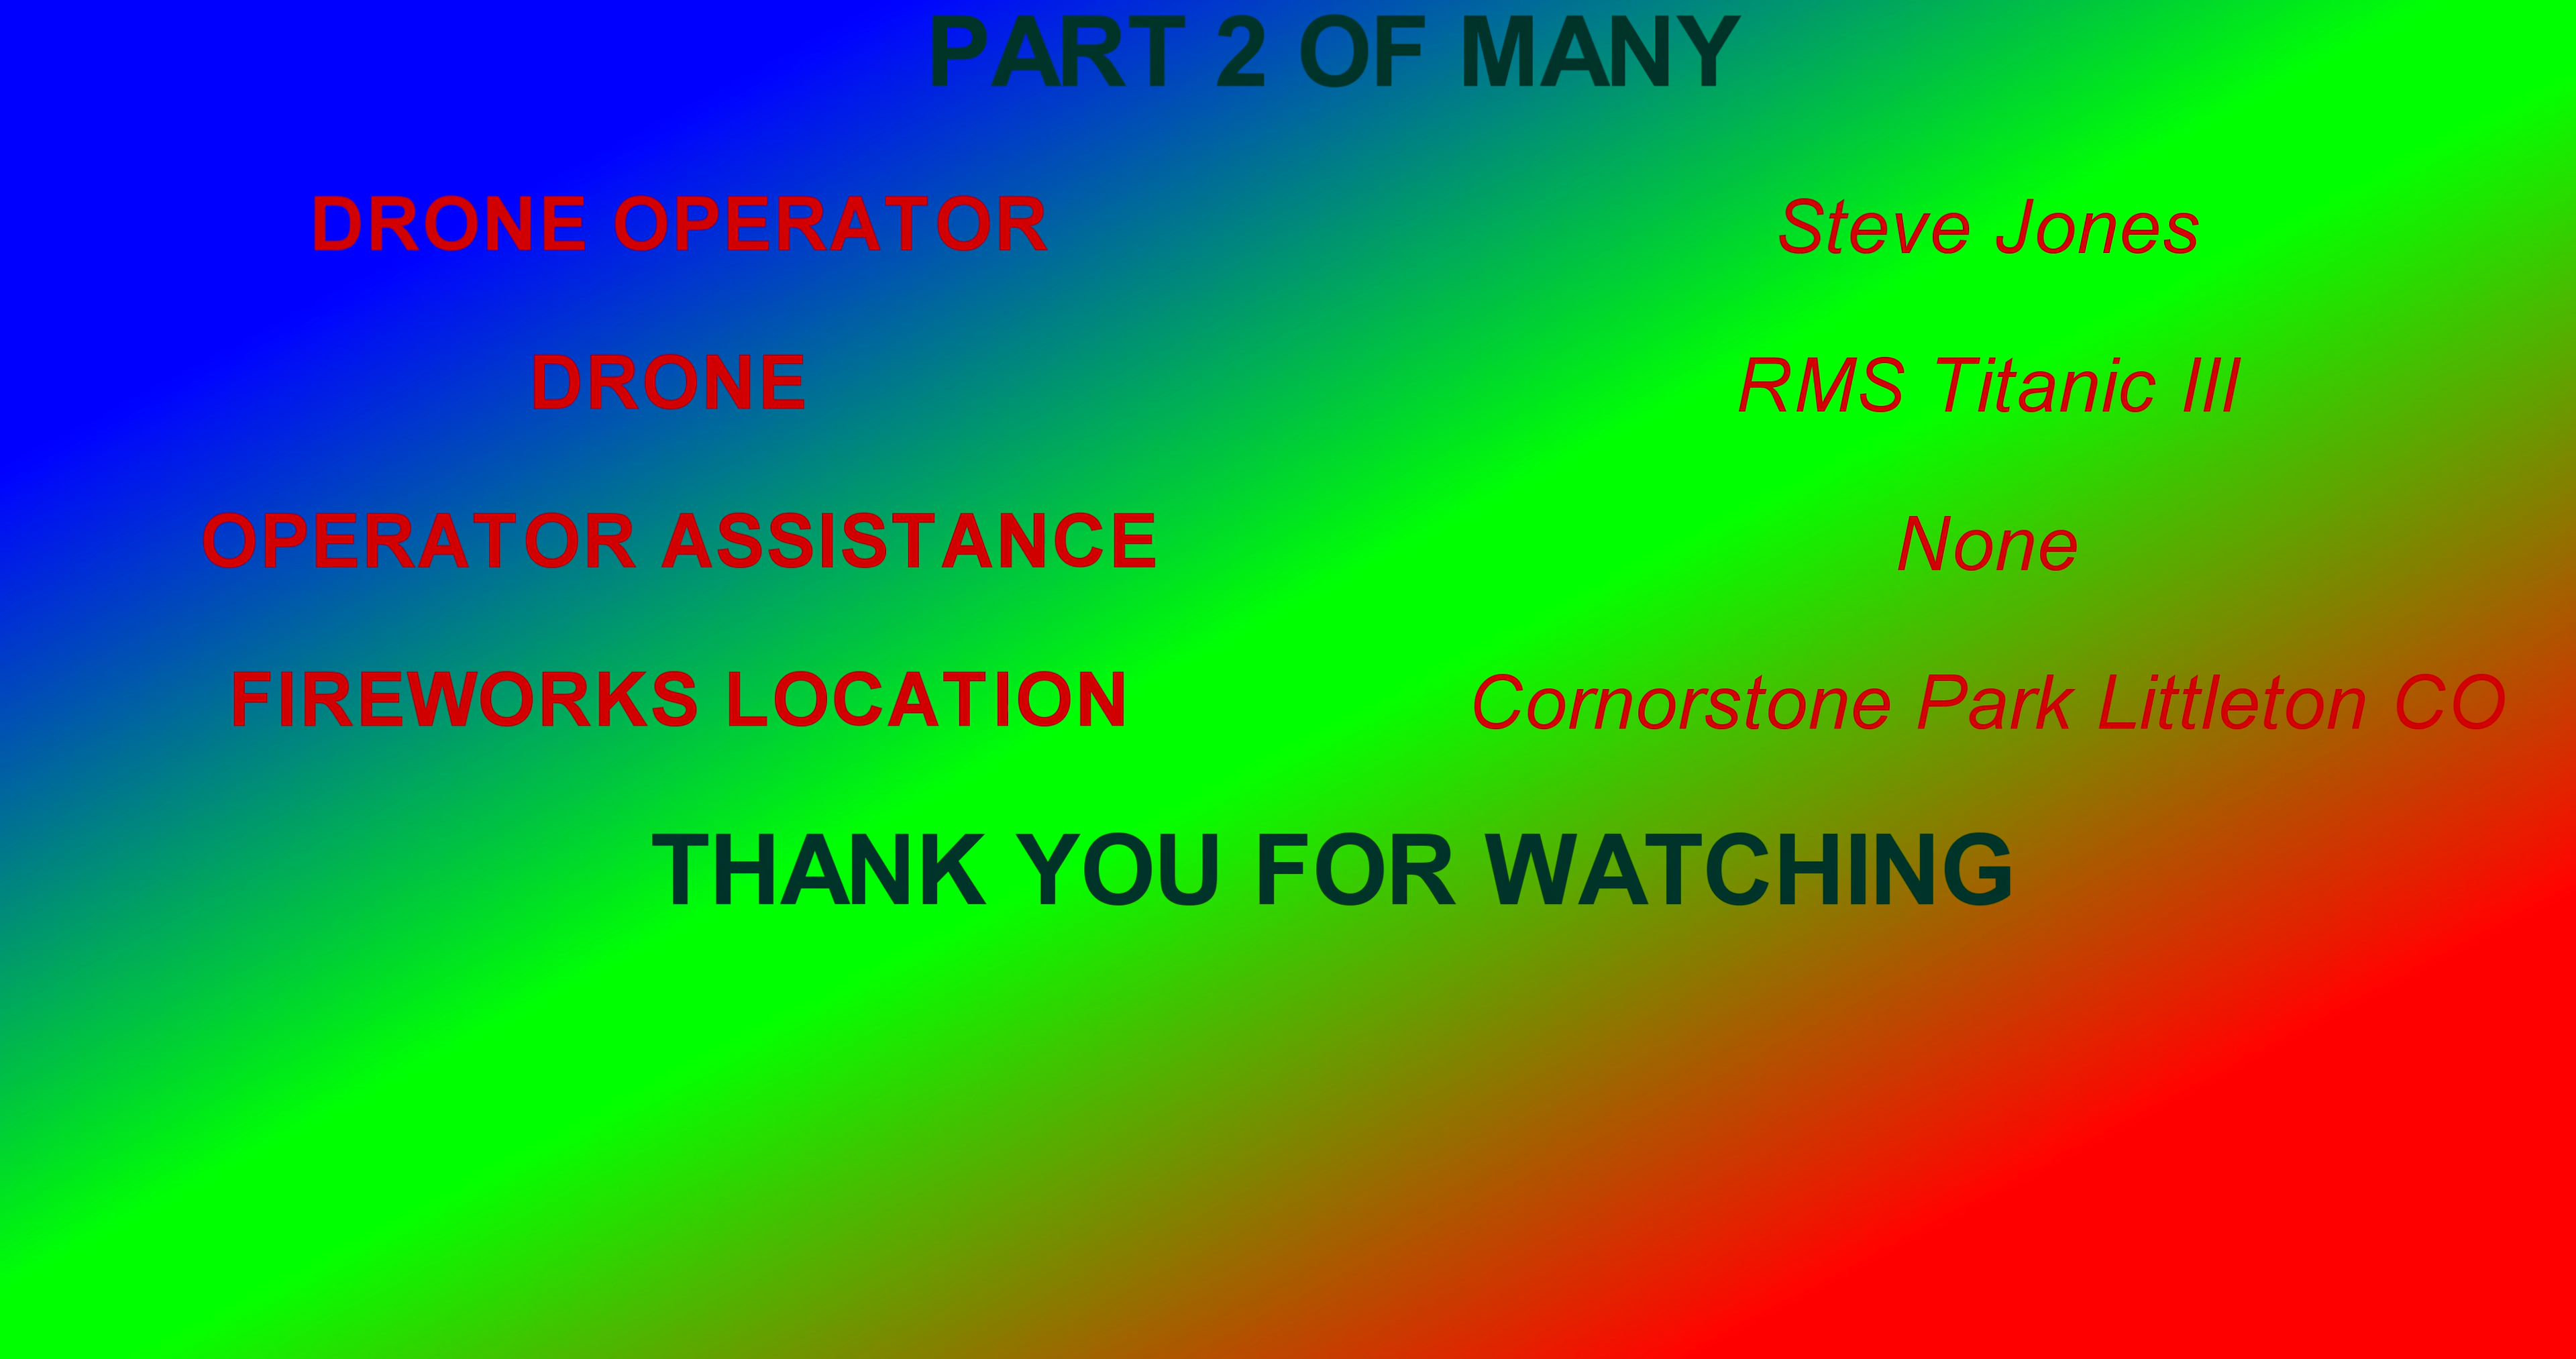 PART 2 OF MANY
DRONE OPERATOR Steve Jones
DRONE RMS Titanic III
OPERATOR ASSISTANCE None
FIREWORKS LOCATION Cornorstone Park Littleton CO
THANK YOU FOR WATCHING